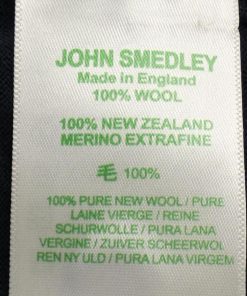 JOHN SMEDLEY
Made in England
100% WOOL
100% NEW ZEALAND
MERINO EXTRAFINE
毛 100%
100% PURE NEW WOOL / PURE
LAINE VIERGE / REINE
SCHURWOLLE / PURA LANA
VERGINE / ZUIVER SCHEERWOL
REN NY ULD / PURA LANA VIRGEM